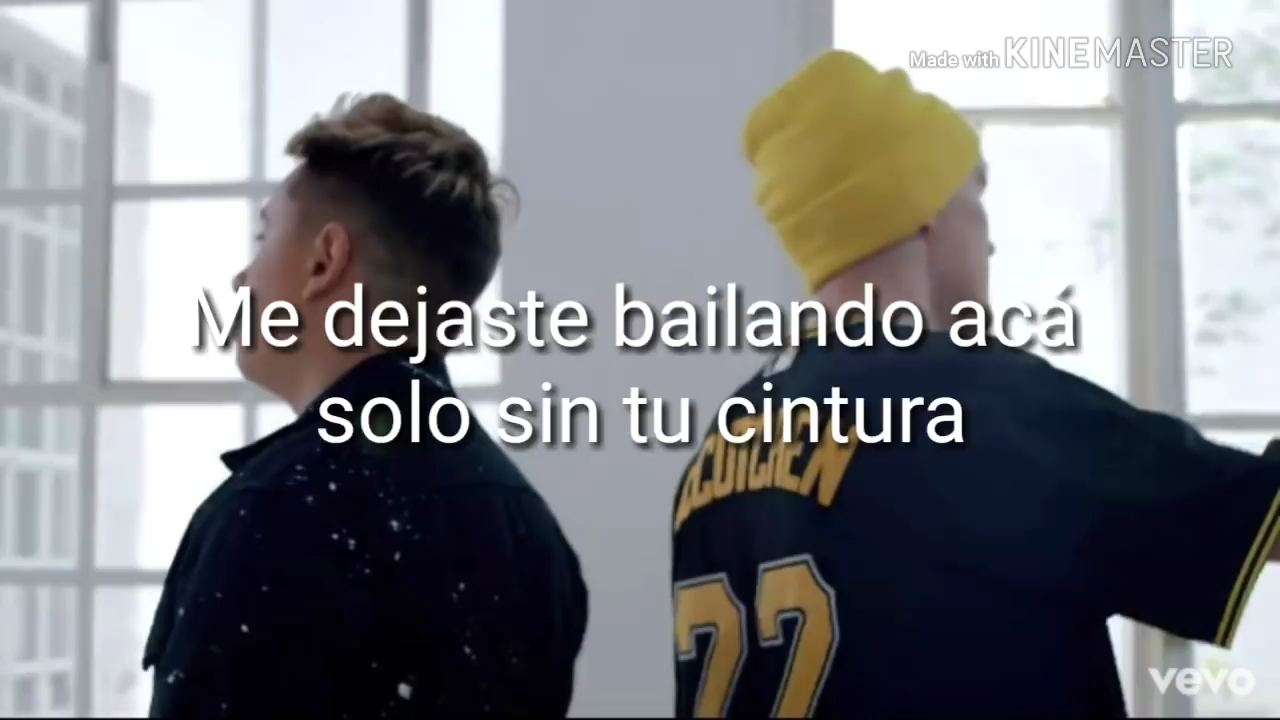 Made with KINEMASTER
Me dejaste bailando acá
solo sin tu cintura
77
vevo